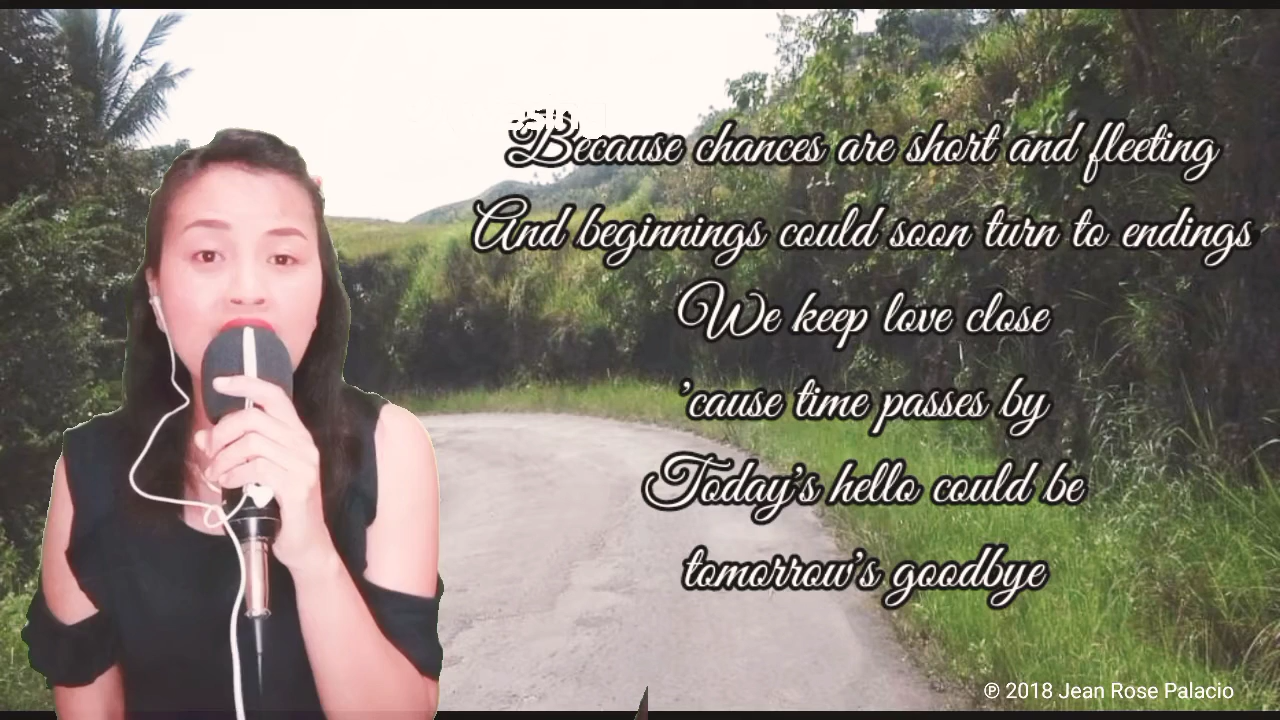 Because chances are short and fleeting
And beginnings could soon turn to endings
We keep love close
'cause time passes by
Today's hello could be
tomorrow's goodbye
℗ 2018 Jean Rose Palacio